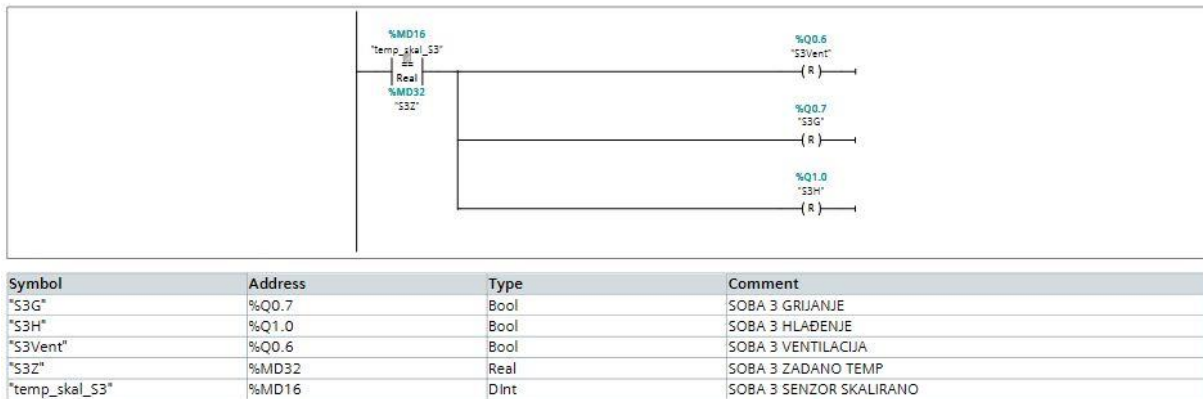 %MD16
"temp_skal_S3"
==
Real
%MD32
"S3Z"
%Q0.6
"S3Vent"
( R )
%Q0.7
"S3G"
( R )
%Q1.0
"S3H"
( R )
Symbol Address Type Comment
"S3G" %Q0.7 Bool SOBA 3 GRIJANJE
"S3H" %Q1.0 Bool SOBA 3 HLAĐENJE
"S3Vent" %Q0.6 Bool SOBA 3 VENTILACIJA
"S3Z" %MD32 Real SOBA 3 ZADANO TEMP
"temp_skal_S3" %MD16 DInt SOBA 3 SENZOR SKALIRANO